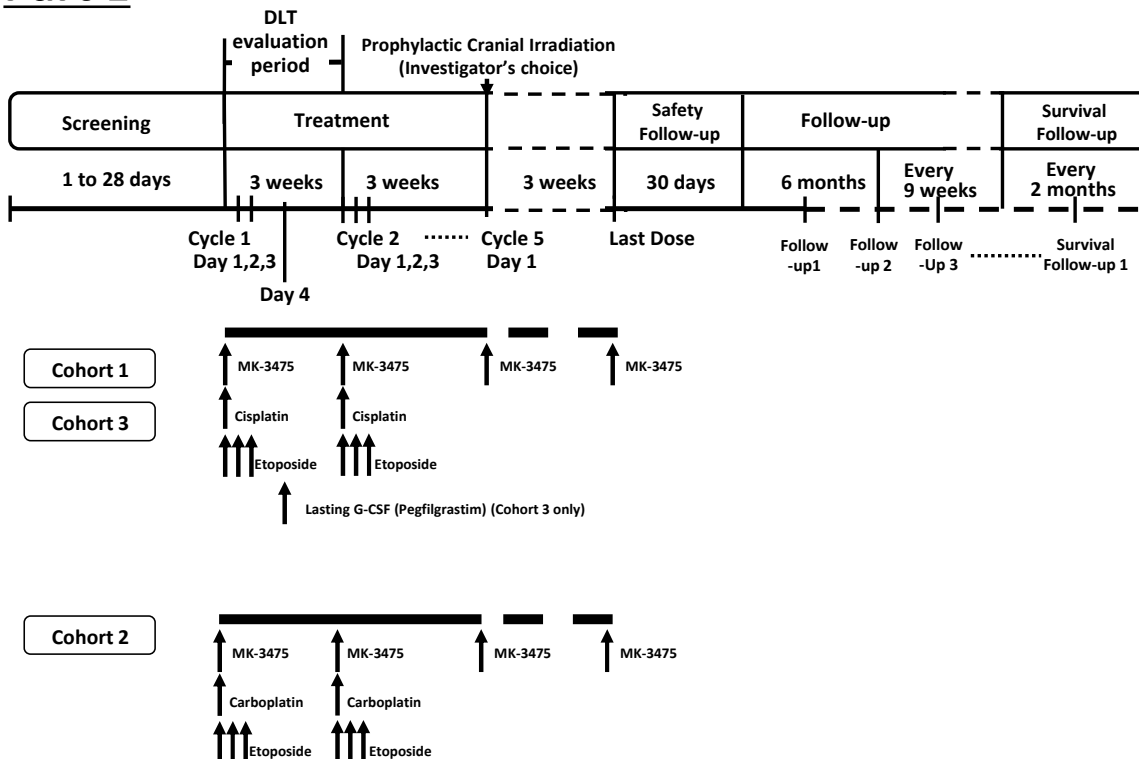 DLT
evaluation
period
Prophylactic Cranial Irradiation
(Investigator's choice)
Screening
Treatment
Safety
Follow-up
Follow-up
Survival
Follow-up
1 to 28 days
3 weeks
3 weeks
3 weeks
30 days
6 months
Every
9 weeks
Every
2 months
Cycle 1
Day 1,2,3
Day 4
Cycle 2
Day 1,2,3
Cycle 5
Day 1
Last Dose
Follow
-up1
Follow
-up 2
Follow
-Up 3
Survival
Follow-up 1
Cohort 1
MK-3475
MK-3475
MK-3475
MK-3475
Cohort 3
Cisplatin
Cisplatin
Etoposide
Etoposide
Lasting G-CSF (Pegfilgrastim) (Cohort 3 only)
Cohort 2
MK-3475
MK-3475
MK-3475
MK-3475
Carboplatin
Carboplatin
Etoposide
Etoposide